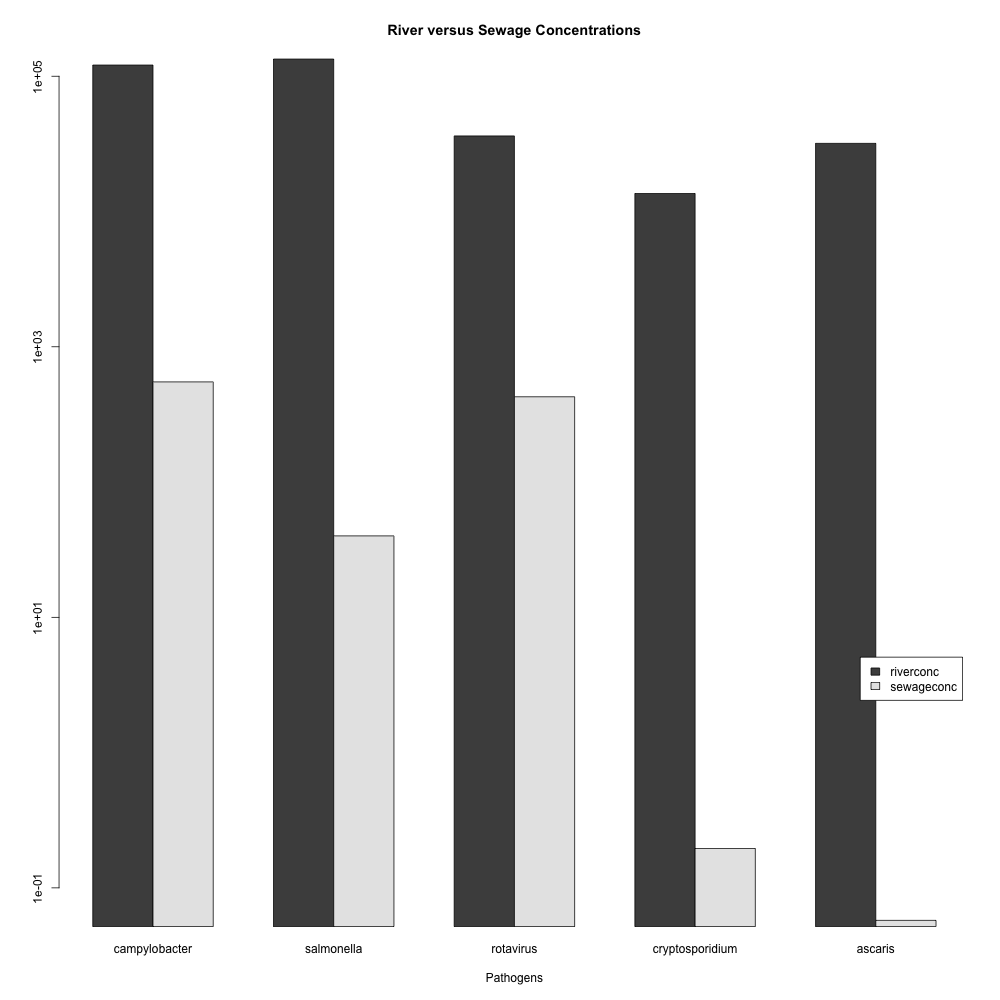 River versus Sewage Concentrations
1e+05
1e+03
1e+01
1e-01
riverconc
sewageconc
campylobacter
salmonella
rotavirus
cryptosporidium
ascaris
Pathogens